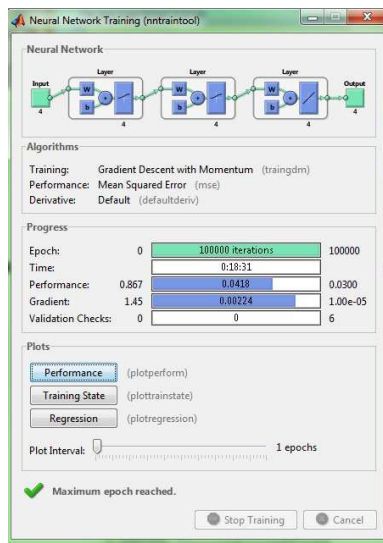 Neural Network Training (nntraintool)
Neural Network
Layer Layer Layer
Input Output
W W W
b b b
4 4 4 4 4
Algorithms
Training: Gradient Descent with Momentum (traingdm)
Performance: Mean Squared Error (mse)
Derivative: Default (defaultderiv)
Progress
Epoch: 0 100000 iterations 100000
Time: 0:18:31
Performance: 0.867 0.0418 0.0300
Gradient: 1.45 0.00224 1.00e-05
Validation Checks: 0 0 6
Plots
Performance (plotperform)
Training State (plottrainstate)
Regression (plotregression)
Plot Interval: 1 epochs
Maximum epoch reached.
Stop Training Cancel